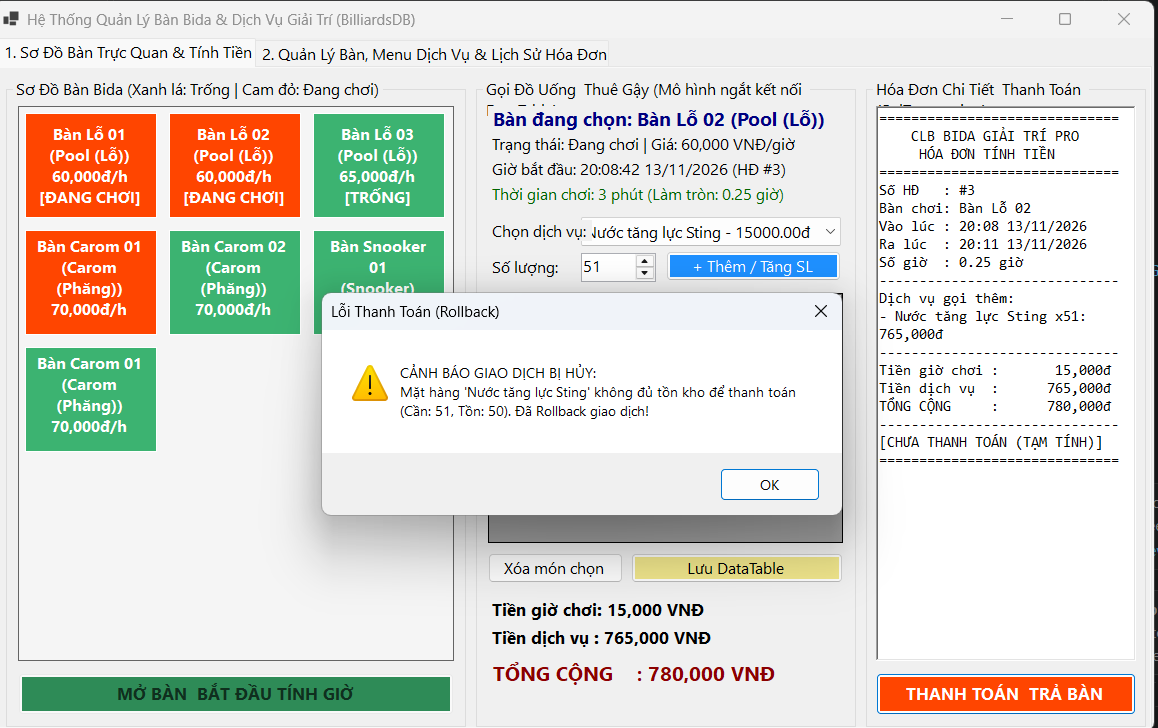 Hệ Thống Quản Lý Bàn Bida & Dịch Vụ Giải Trí (BilliardsDB)
1. Sơ Đồ Bàn Trực Quan & Tính Tiền
2. Quản Lý Bàn, Menu Dịch Vụ & Lịch Sử Hóa Đơn
Sơ Đồ Bàn Bida (Xanh lá: Trống | Cam đỏ: Đang chơi)
Bàn Lỗ 01
(Pool (Lỗ))
60,000đ/h
[ĐANG CHƠI]
Bàn Lỗ 02
(Pool (Lỗ))
60,000đ/h
[ĐANG CHƠI]
Bàn Lỗ 03
(Pool (Lỗ))
65,000đ/h
[TRỐNG]
Bàn Carom 01
(Carom
(Phăng))
70,000đ/h
Bàn Carom 02
(Carom
(Phăng))
70,000đ/h
Bàn Snooker
01
(Snooker)
Bàn Carom 01
(Carom
(Phăng))
70,000đ/h
MỞ BÀN  BẮT ĐẦU TÍNH GIỜ
Gọi Đồ Uống  Thuê Gậy (Mô hình ngắt kết nối
Bàn đang chọn: Bàn Lỗ 02 (Pool (Lỗ))
Trạng thái: Đang chơi | Giá: 60,000 VNĐ/giờ
Giờ bắt đầu: 20:08:42 13/11/2026 (HĐ #3)
Thời gian chơi: 3 phút (Làm tròn: 0.25 giờ)
Chọn dịch vụ: Nước tăng lực Sting - 15000.00đ
Số lượng: 51
+ Thêm / Tăng SL
Lỗi Thanh Toán (Rollback)
CẢNH BÁO GIAO DỊCH BỊ HỦY:
Mặt hàng 'Nước tăng lực Sting' không đủ tồn kho để thanh toán
(Cần: 51, Tồn: 50). Đã Rollback giao dịch!
OK
Xóa món chọn
Lưu DataTable
Tiền giờ chơi: 15,000 VNĐ
Tiền dịch vụ : 765,000 VNĐ
TỔNG CỘNG    : 780,000 VNĐ
Hóa Đơn Chi Tiết  Thanh Toán
==============================
CLB BIDA GIẢI TRÍ PRO
HÓA ĐƠN TÍNH TIỀN
==============================
Số HĐ   : #3
Bàn chơi: Bàn Lỗ 02
Vào lúc : 20:08 13/11/2026
Ra lúc  : 20:11 13/11/2026
Số giờ  : 0.25 giờ
------------------------------
Dịch vụ gọi thêm:
- Nước tăng lực Sting x51:
765,000đ
------------------------------
Tiền giờ chơi :       15,000đ
Tiền dịch vụ  :      765,000đ
TỔNG CỘNG     :      780,000đ
------------------------------
[CHƯA THANH TOÁN (TẠM TÍNH)]
==============================
THANH TOÁN  TRẢ BÀN